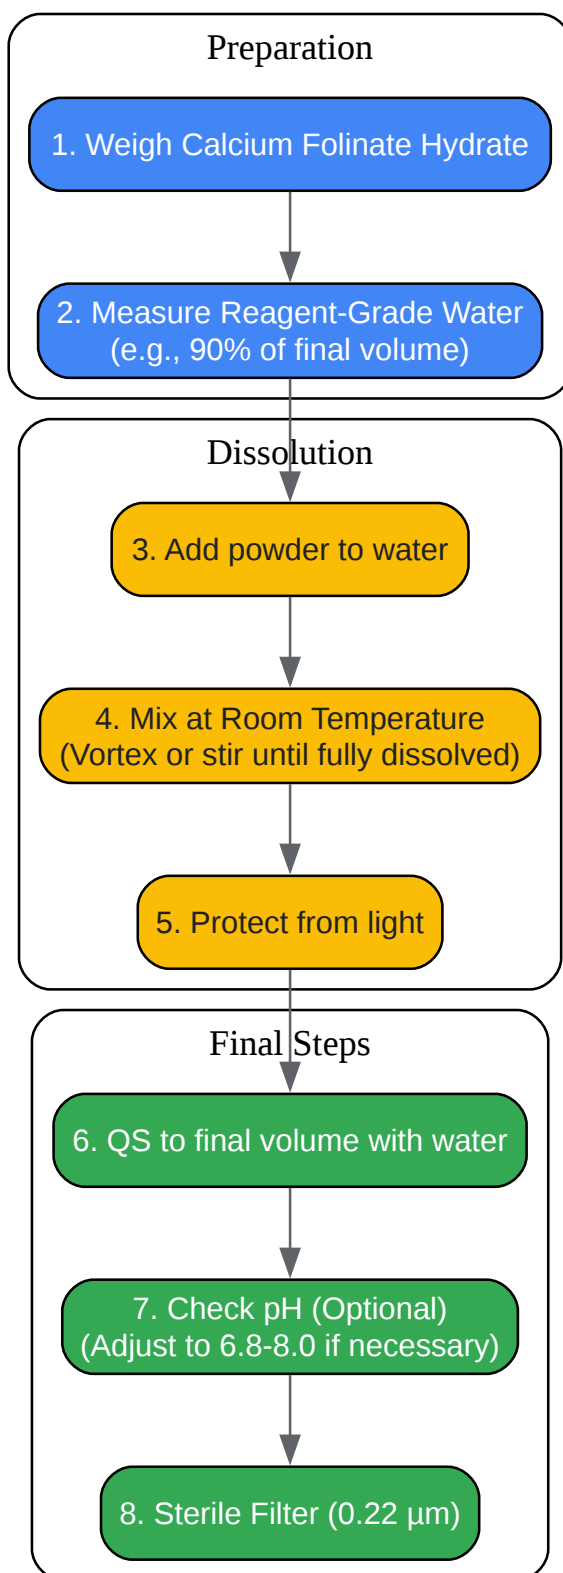 Preparation
1. Weigh Calcium Folinate Hydrate
2. Measure Reagent-Grade Water
(e.g., 90% of final volume)
Dissolution
3. Add powder to water
4. Mix at Room Temperature
(Vortex or stir until fully dissolved)
5. Protect from light
Final Steps
6. QS to final volume with water
7. Check pH (Optional)
(Adjust to 6.8-8.0 if necessary)
8. Sterile Filter (0.22 µm)